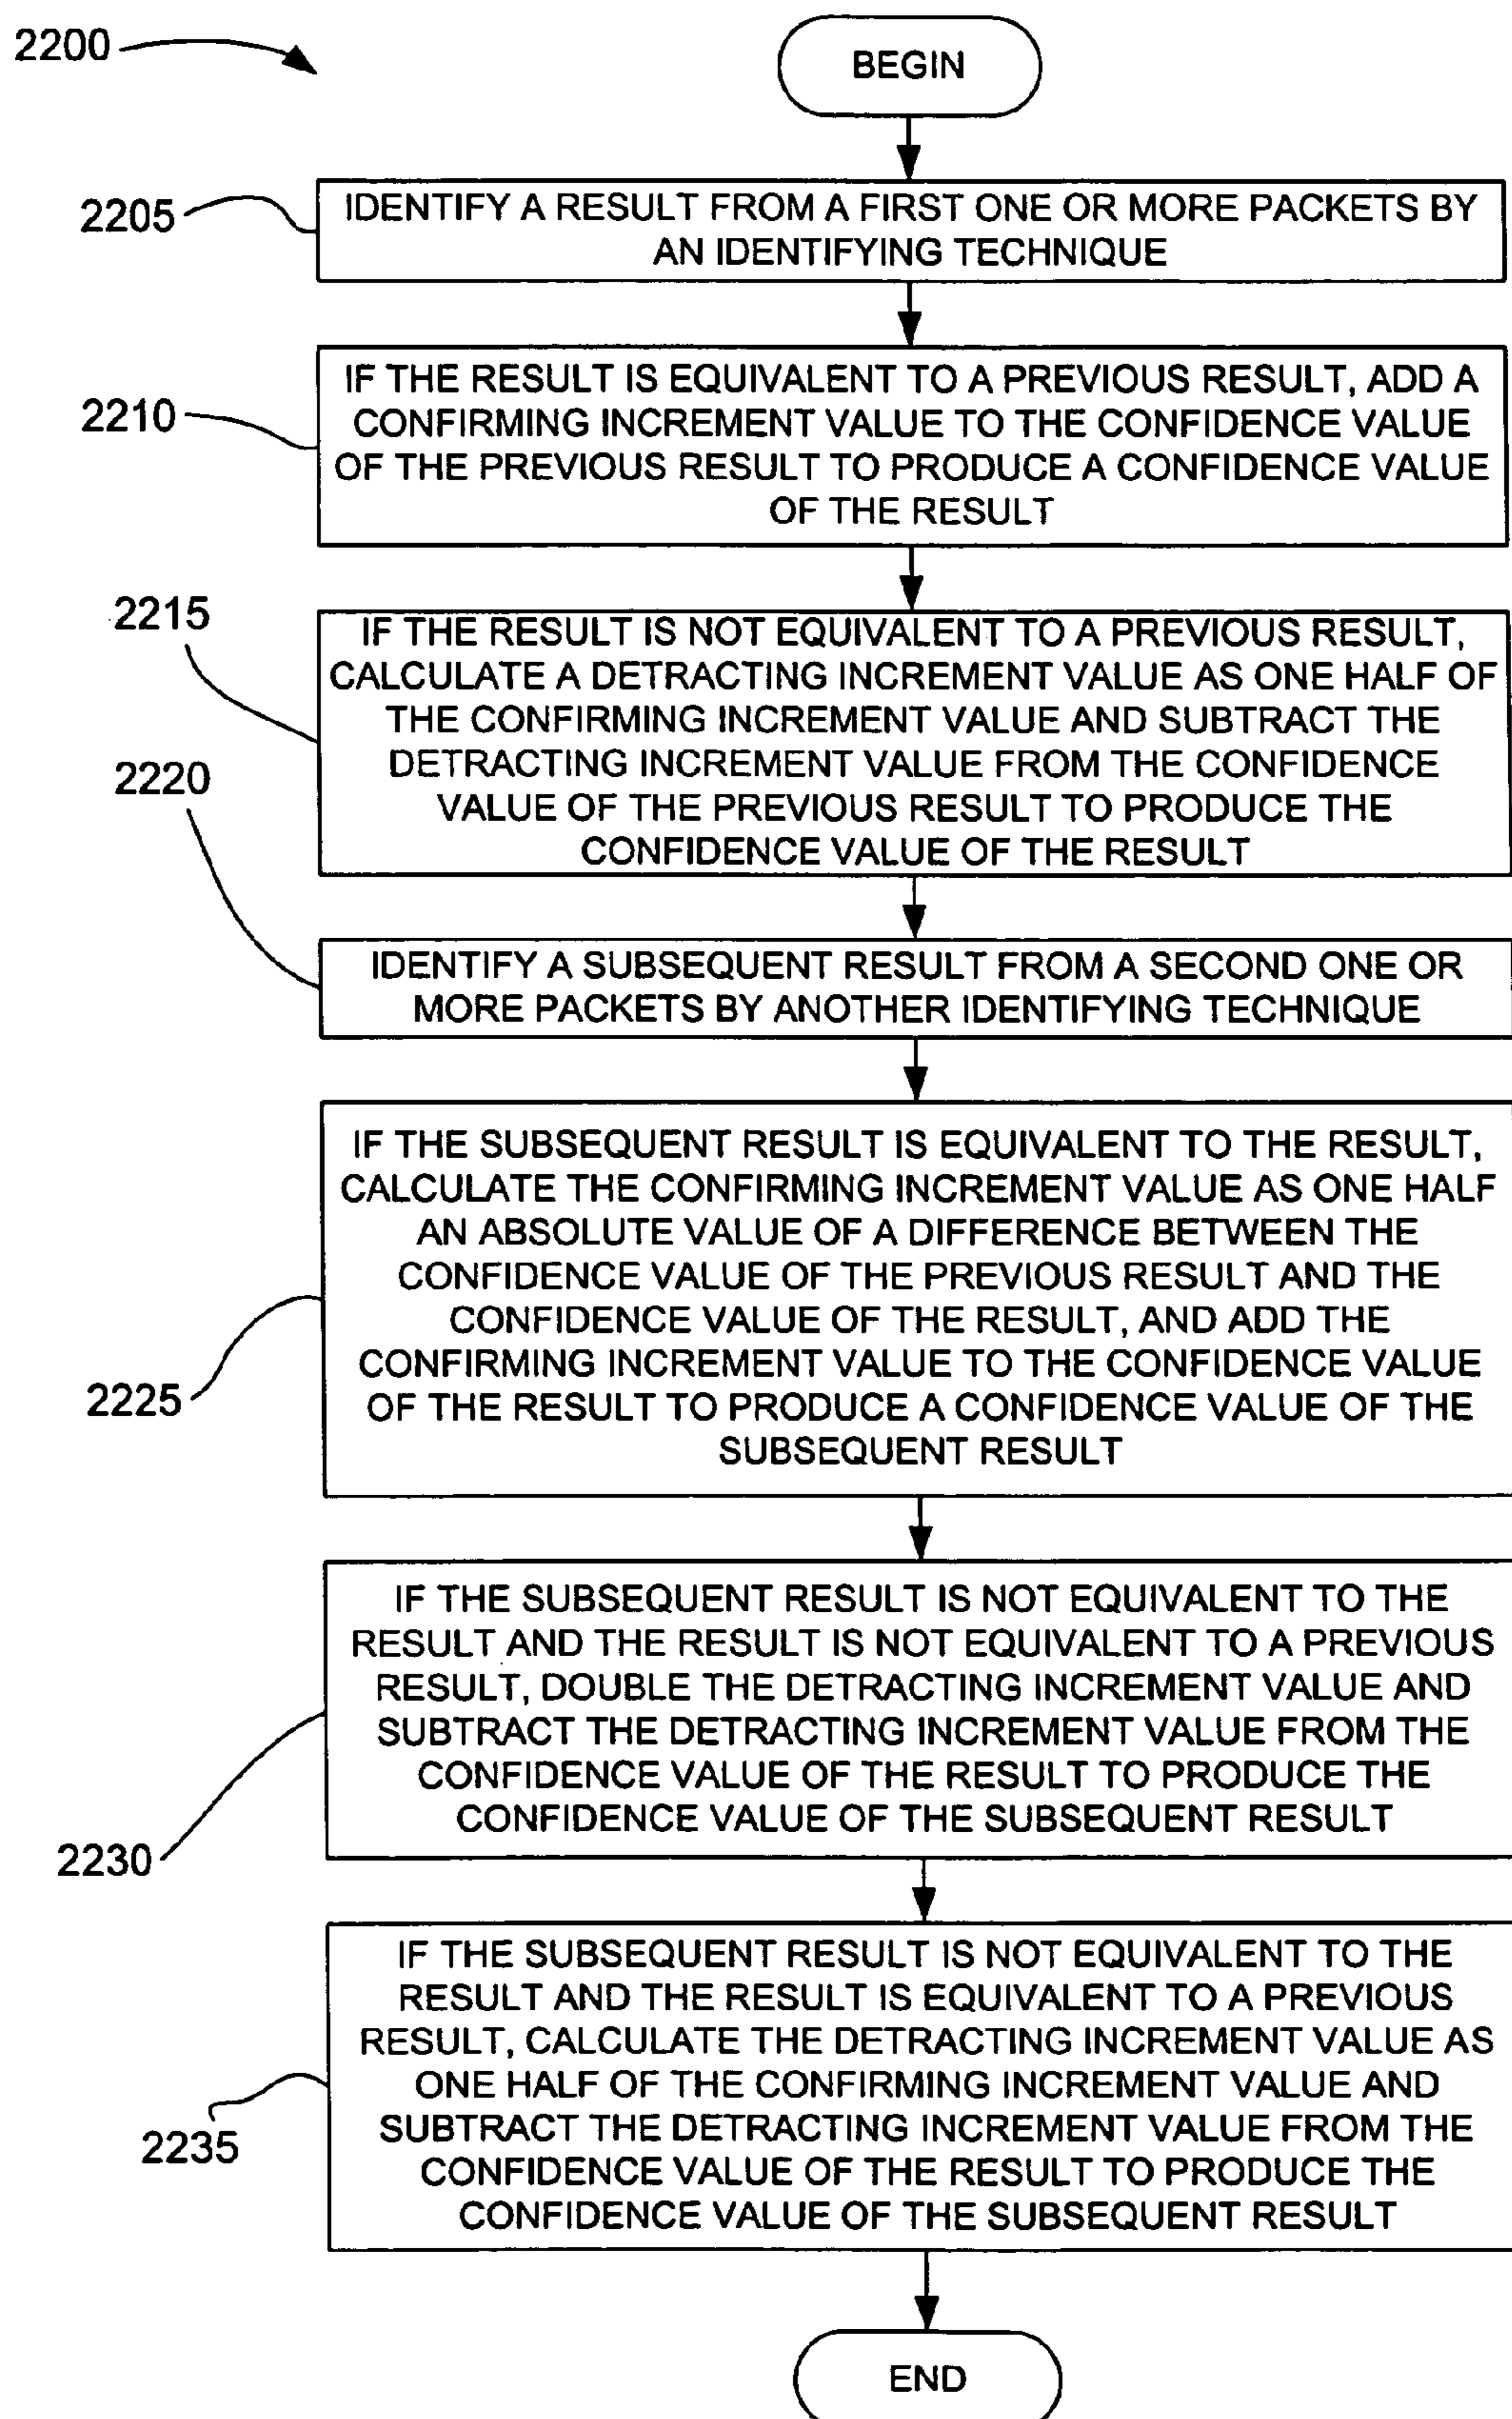 2200
BEGIN
2205
IDENTIFY A RESULT FROM A FIRST ONE OR MORE PACKETS BY
AN IDENTIFYING TECHNIQUE
2210
IF THE RESULT IS EQUIVALENT TO A PREVIOUS RESULT, ADD A
CONFIRMING INCREMENT VALUE TO THE CONFIDENCE VALUE
OF THE PREVIOUS RESULT TO PRODUCE A CONFIDENCE VALUE
OF THE RESULT
2215
IF THE RESULT IS NOT EQUIVALENT TO A PREVIOUS RESULT,
CALCULATE A DETRACTING INCREMENT VALUE AS ONE HALF OF
THE CONFIRMING INCREMENT VALUE AND SUBTRACT THE
DETRACTING INCREMENT VALUE FROM THE CONFIDENCE
VALUE OF THE PREVIOUS RESULT TO PRODUCE THE
CONFIDENCE VALUE OF THE RESULT
2220
IDENTIFY A SUBSEQUENT RESULT FROM A SECOND ONE OR
MORE PACKETS BY ANOTHER IDENTIFYING TECHNIQUE
2225
IF THE SUBSEQUENT RESULT IS EQUIVALENT TO THE RESULT,
CALCULATE THE CONFIRMING INCREMENT VALUE AS ONE HALF
AN ABSOLUTE VALUE OF A DIFFERENCE BETWEEN THE
CONFIDENCE VALUE OF THE PREVIOUS RESULT AND THE
CONFIDENCE VALUE OF THE RESULT, AND ADD THE
CONFIRMING INCREMENT VALUE TO THE CONFIDENCE VALUE
OF THE RESULT TO PRODUCE A CONFIDENCE VALUE OF THE
SUBSEQUENT RESULT
2230
IF THE SUBSEQUENT RESULT IS NOT EQUIVALENT TO THE
RESULT AND THE RESULT IS NOT EQUIVALENT TO A PREVIOUS
RESULT, DOUBLE THE DETRACTING INCREMENT VALUE AND
SUBTRACT THE DETRACTING INCREMENT VALUE FROM THE
CONFIDENCE VALUE OF THE RESULT TO PRODUCE THE
CONFIDENCE VALUE OF THE SUBSEQUENT RESULT
2235
IF THE SUBSEQUENT RESULT IS NOT EQUIVALENT TO THE
RESULT AND THE RESULT IS EQUIVALENT TO A PREVIOUS
RESULT, CALCULATE THE DETRACTING INCREMENT VALUE AS
ONE HALF OF THE CONFIRMING INCREMENT VALUE AND
SUBTRACT THE DETRACTING INCREMENT VALUE FROM THE
CONFIDENCE VALUE OF THE RESULT TO PRODUCE THE
CONFIDENCE VALUE OF THE SUBSEQUENT RESULT
END